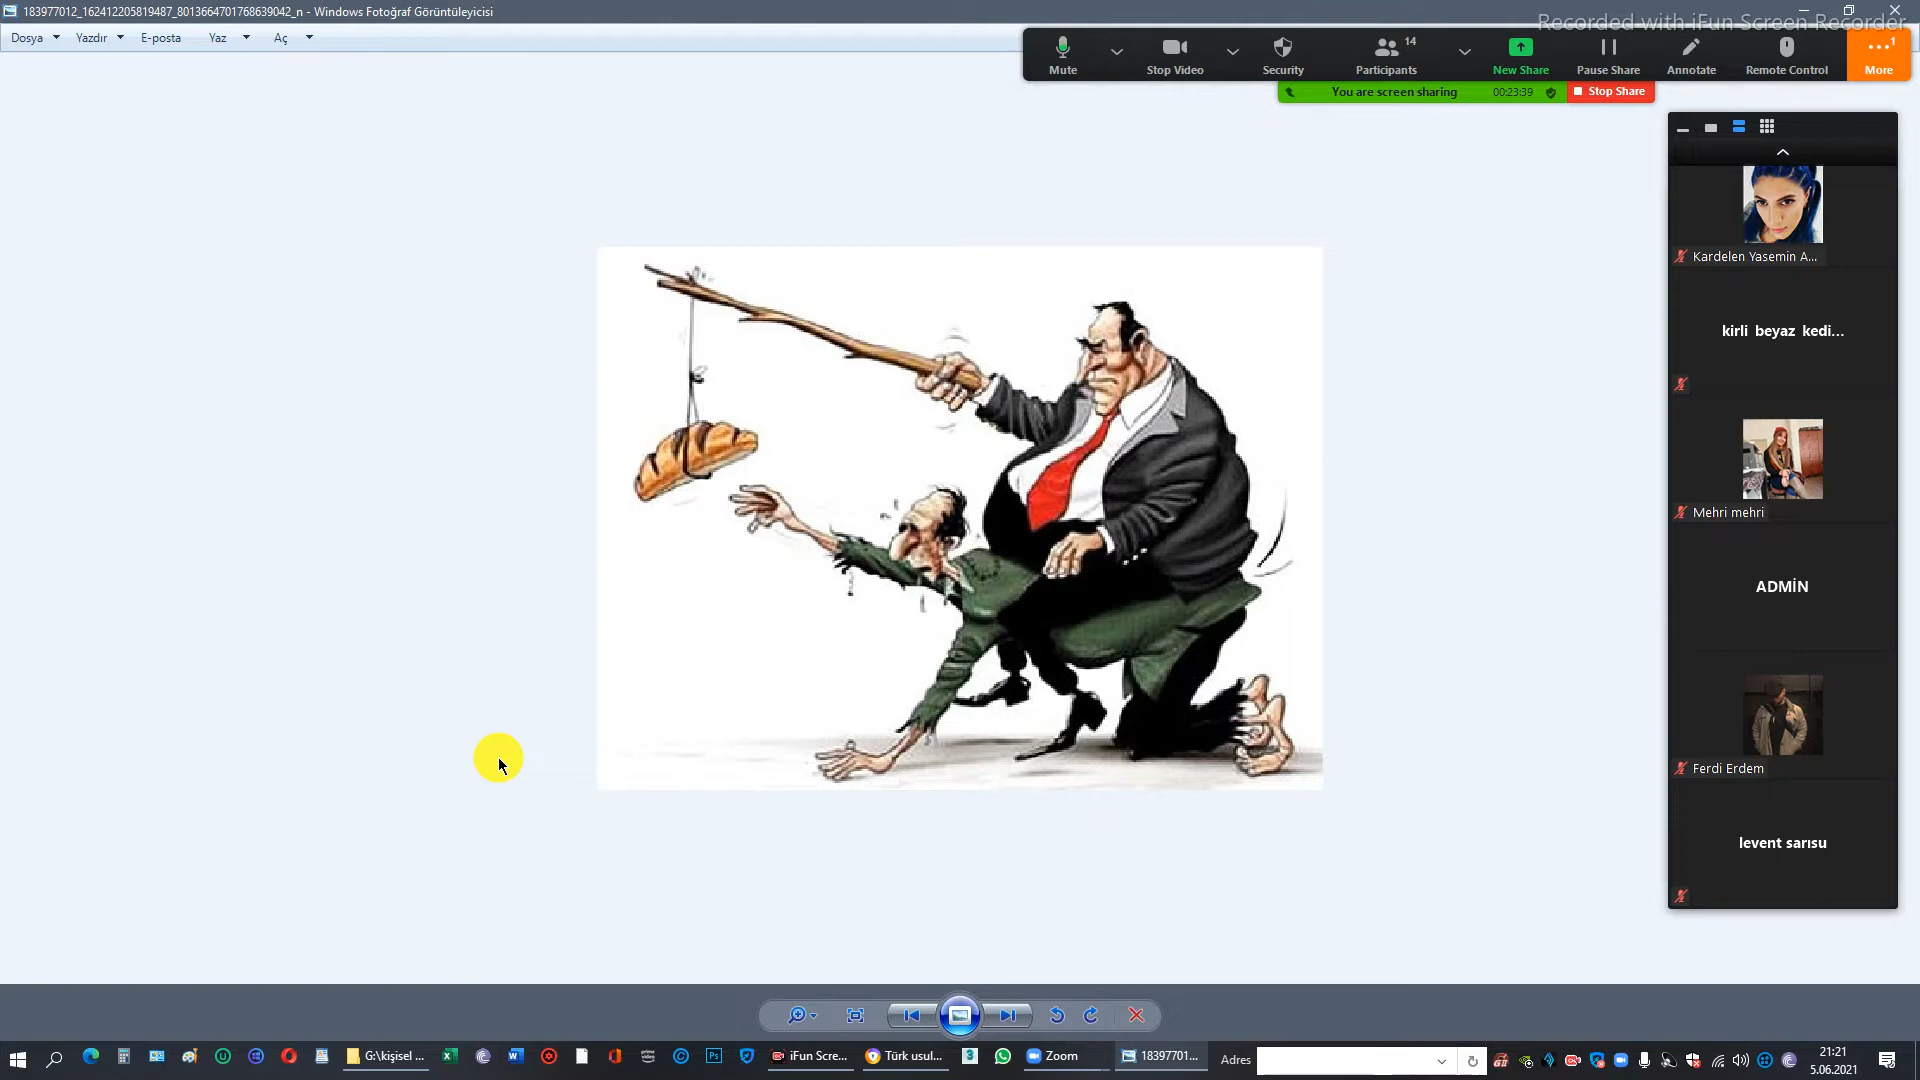 183977012_162412205819487_8013664701768639042_n - Windows Fotoğraf Görüntüleyicisi
Recorded with iFun Screen Recorder
Dosya Yazdır E-posta Yaz Aç
14
1
Mute Stop Video Security Participants New Share Pause Share Annotate Remote Control More
You are screen sharing 00:23:39 Stop Share
Kardelen Yasemin A...
kirli beyaz kedi...
Mehri mehri
ADMİN
Ferdi Erdem
levent sarısu
G:\kişisel ... iFun Scre... Türk usul... Zoom 18397701... Adres
21:21
5.06.2021